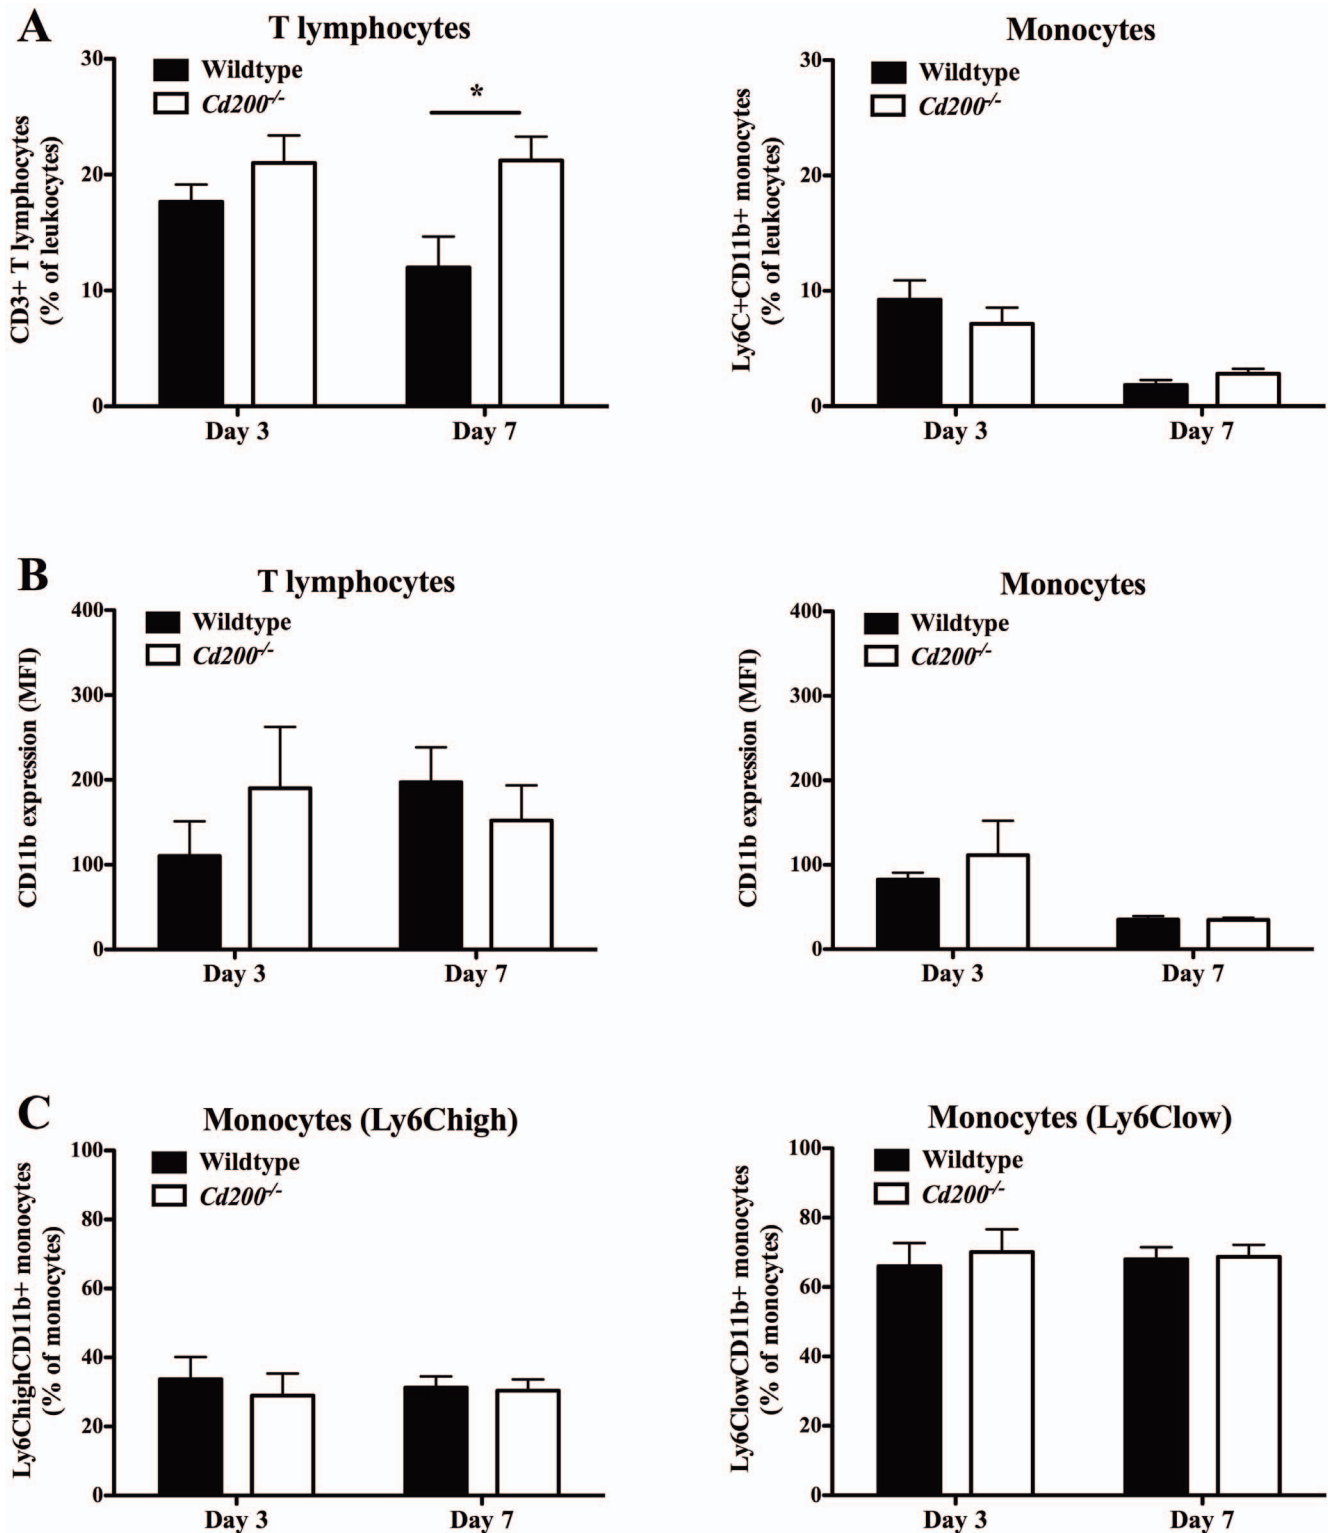 A
T lymphocytes
Wildtype
Cd200-/-
*
CD3+ T lymphocytes
(% of leukocytes)
30
20
10
0
Day 3
Day 7
Monocytes
Wildtype
Cd200-/-
Ly6C+CD11b+ monocytes
(% of leukocytes)
30
20
10
0
Day 3
Day 7
B
T lymphocytes
Wildtype
Cd200-/-
CD11b expression (MFI)
400
300
200
100
0
Day 3
Day 7
Monocytes
Wildtype
Cd200-/-
CD11b expression (MFI)
400
300
200
100
0
Day 3
Day 7
C
Monocytes (Ly6Chigh)
Wildtype
Cd200-/-
Ly6ChighCD11b+ monocytes
(% of monocytes)
100
80
60
40
20
0
Day 3
Day 7
Monocytes (Ly6Clow)
Wildtype
Cd200-/-
Ly6ClowCD11b+ monocytes
(% of monocytes)
100
80
60
40
20
0
Day 3
Day 7